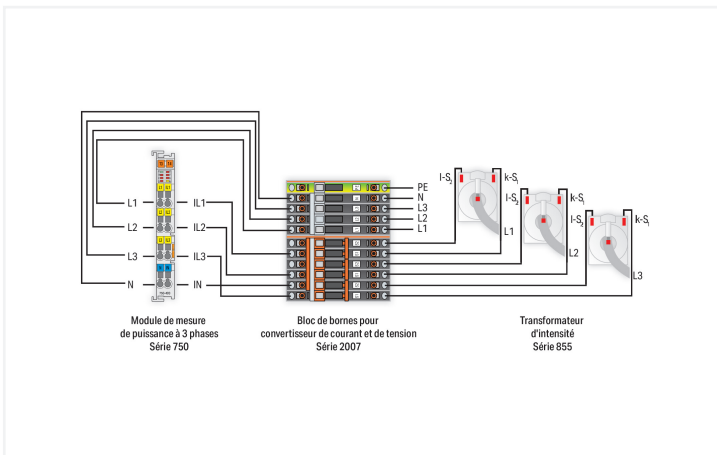 L1
L2
L3
N
IL1
IL2
IL3
IN
PE
N
L3
L2
L1
l-S₂
k-S₁
L1
l-S₂
k-S₁
L2
l-S₂
k-S₁
L3
Module de mesure
de puissance à 3 phases
Série 750
Bloc de bornes pour
convertisseur de courant et de tension
Série 2007
Transformateur
d'intensité
Série 855